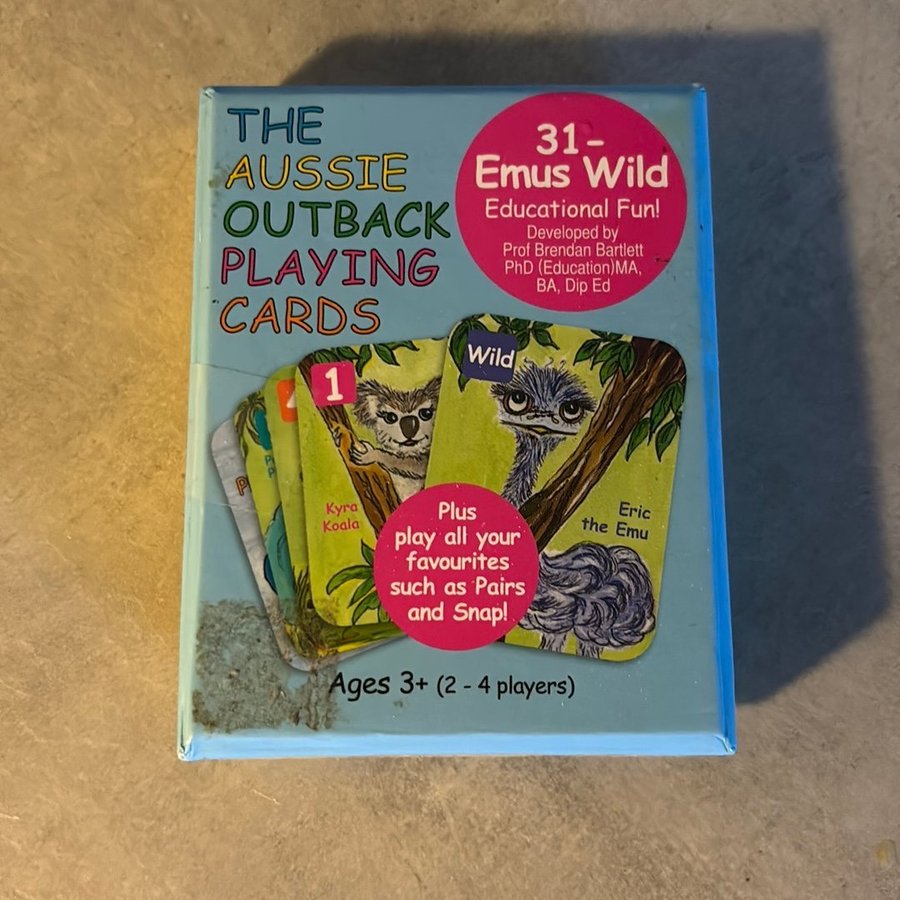 THE
AUSSIE
OUTBACK
PLAYING
CARDS
31-
Emus Wild
Educational Fun!
Developed by
Prof Brendan Bartlett
PhD (Education)MA,
BA, Dip Ed
Wild
1
Kyra
Koala
Eric
the Emu
Plus
play all your
favourites
such as Pairs
and Snap!
Ages 3+ (2 - 4 players)